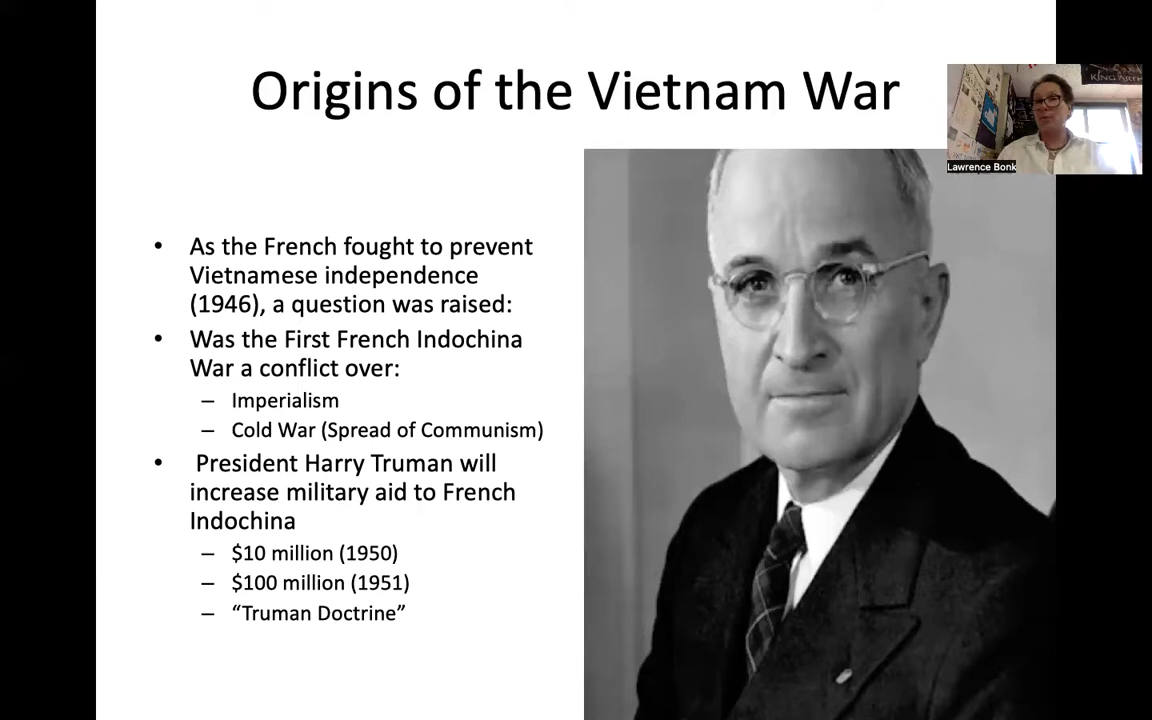 Origins of the Vietnam War
KING ARTH
Lawrence Bonk
• As the French fought to prevent
Vietnamese independence
(1946), a question was raised:
• Was the First French Indochina
War a conflict over:
– Imperialism
– Cold War (Spread of Communism)
• President Harry Truman will
increase military aid to French
Indochina
– $10 million (1950)
– $100 million (1951)
– “Truman Doctrine”